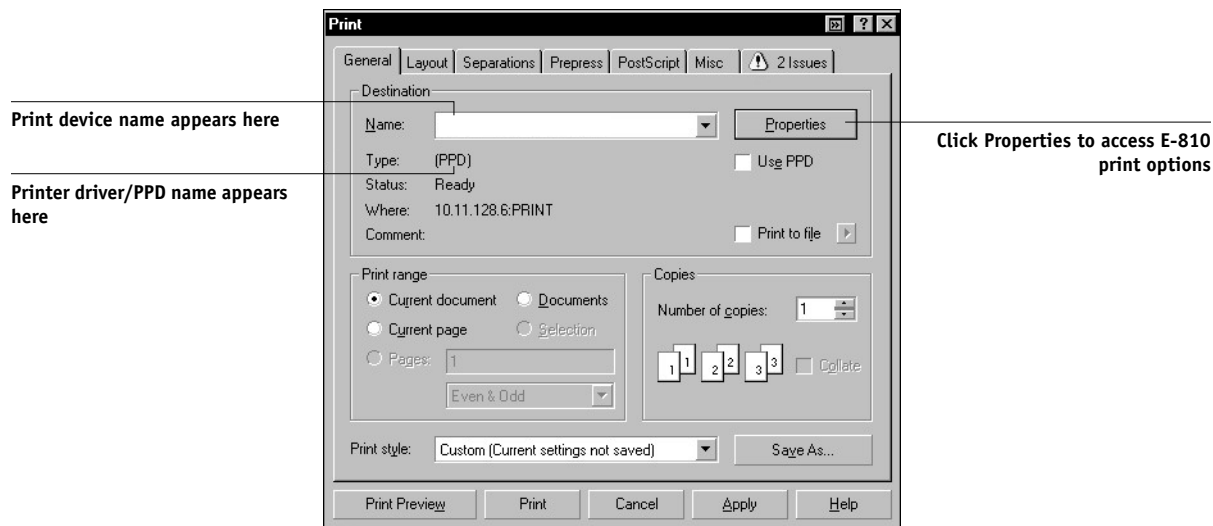 Print
General Layout Separations Prepress PostScript Misc 2 Issues
Destination
Print device name appears here
Name:
Properties
Click Properties to access E-810
print options
Type: (PPD)
Use PPD
Printer driver/PPD name appears
here
Status: Ready
Where: 10.11.128.6:PRINT
Comment:
Print to file
Print range
Current document Documents
Current page Selection
Pages: 1
Even & Odd
Copies
Number of copies: 1
1 1 2 2 3 3
Collate
Print style: Custom (Current settings not saved) Save As...
Print Preview Print Cancel Apply Help